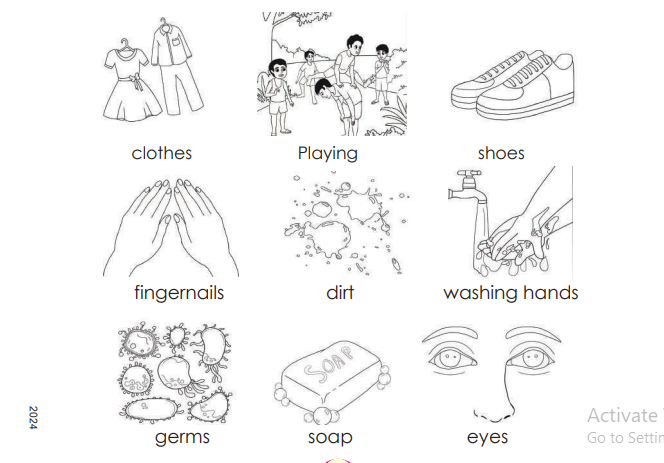 clothes
Playing
shoes
fingernails
dirt
washing hands
SOAP
germs
soap
eyes
2024
Activate
Go to Settin